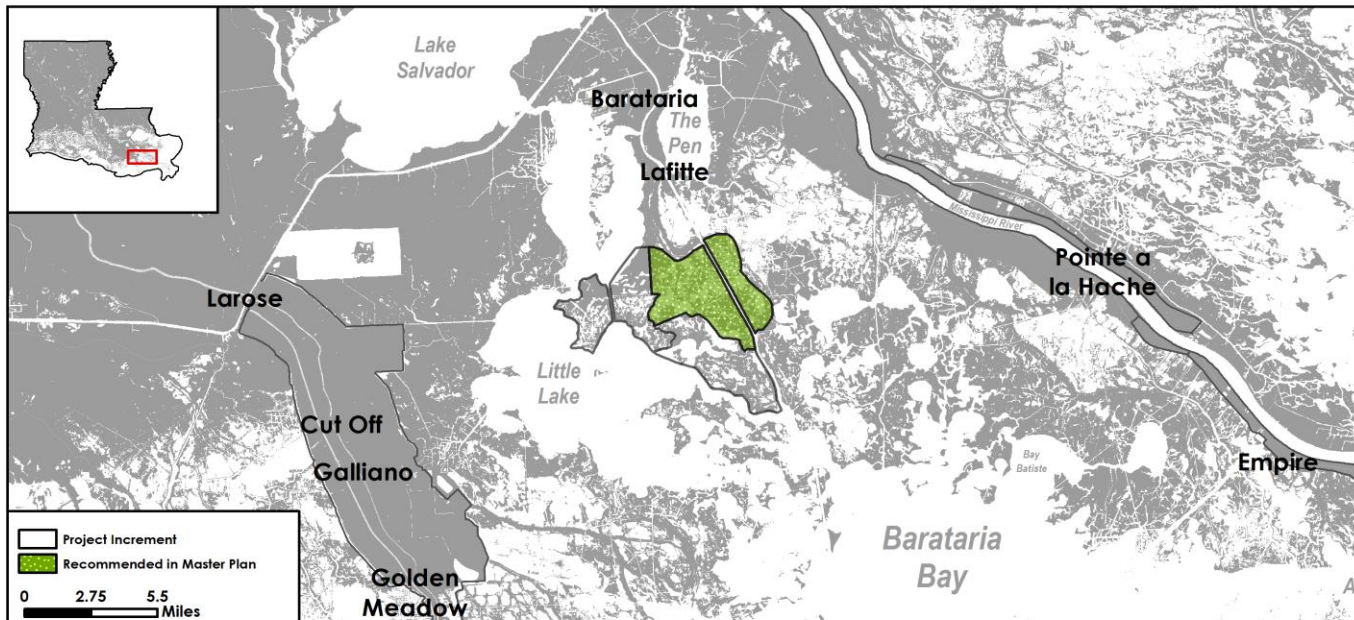 Lake
Salvador
Barataria
The
Pen
Lafitte
Mississippi River
Pointe a
la Hache
Larose
Little
Lake
Cut Off
Galliano
Bay
Batiste
Empire
Barataria
Bay
Golden
Meadow
Project Increment
Recommended in Master Plan
0 2.75 5.5
Miles
A